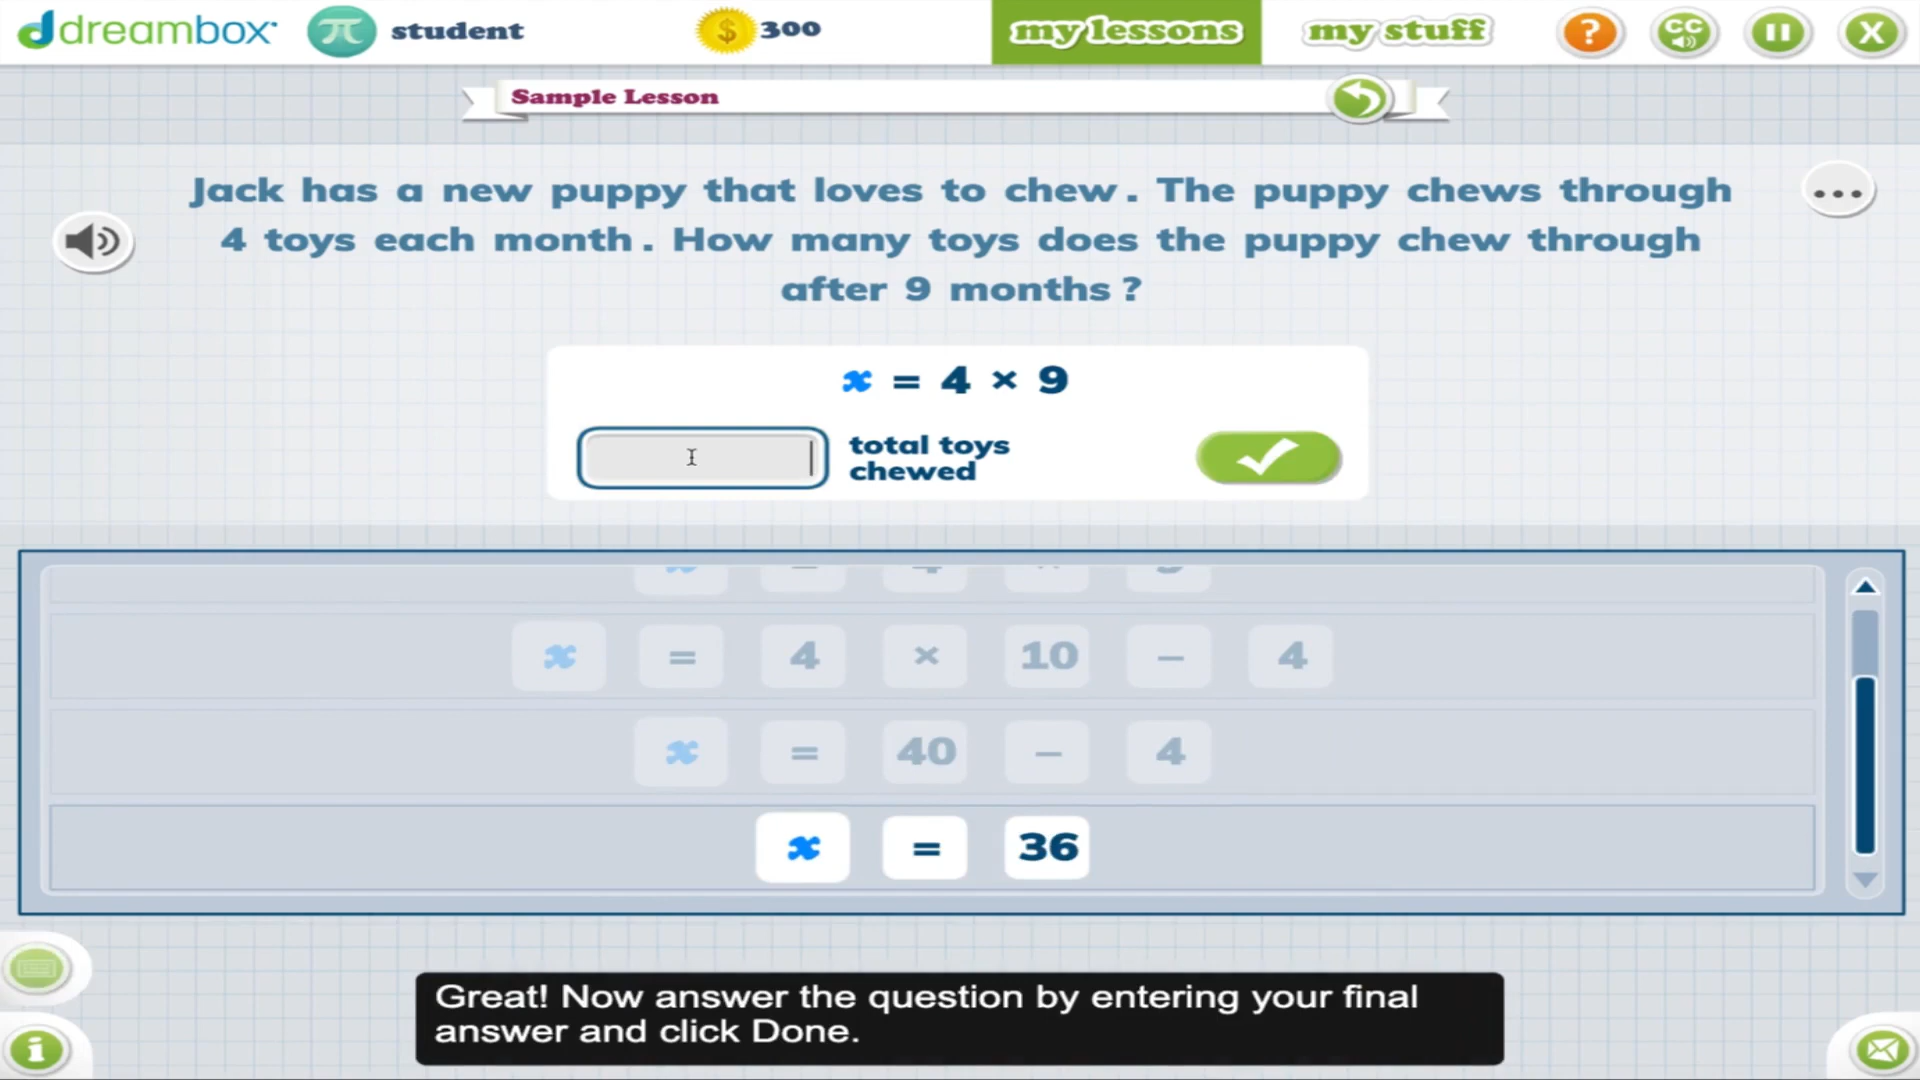 dreambox
π
student
$
300
my lessons
my stuff
?
CC
X
Sample Lesson
Jack has a new puppy that loves to chew. The puppy chews through
4 toys each month. How many toys does the puppy chew through
after 9 months?
x = 4 × 9
total toys
chewed
x = 4 × 10 – 4
x = 40 – 4
x = 36
Great! Now answer the question by entering your final
answer and click Done.
i